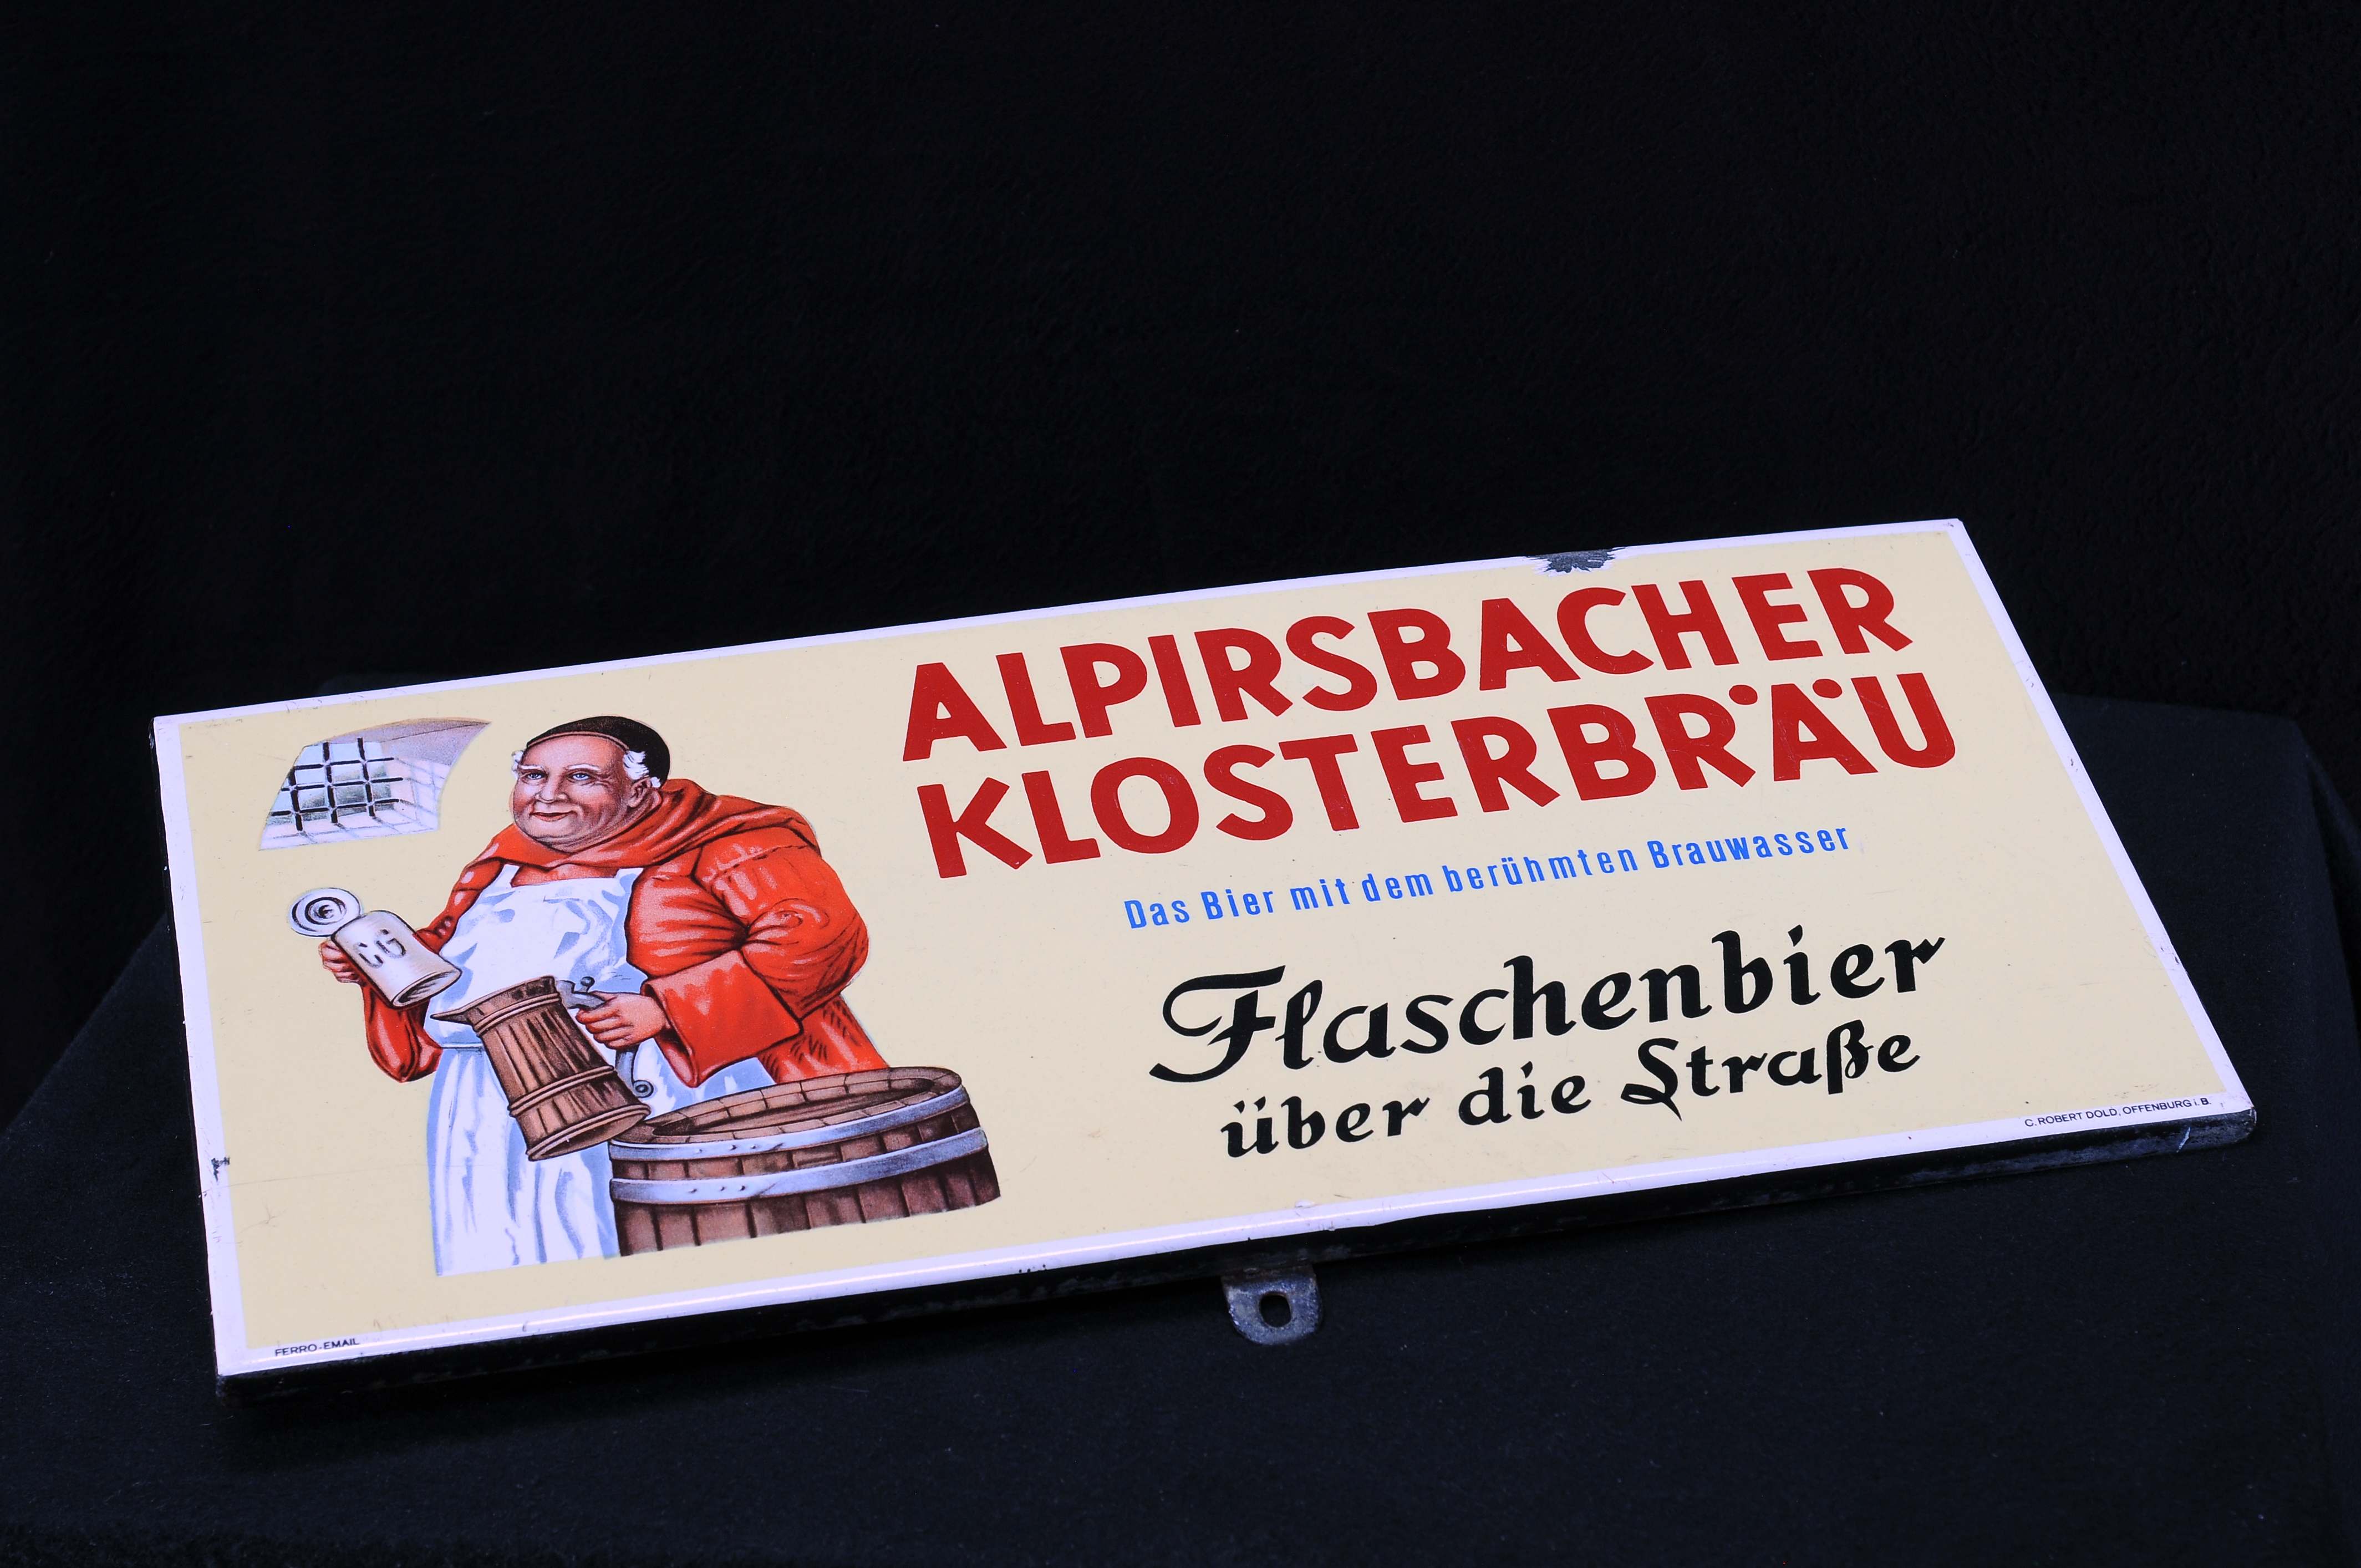 ALPIRSBACHER
KLOSTERBRÄU
Das Bier mit dem berühmten Brauwasser
Flaschenbier
über die Straße
FERRO-EMAIL
C. ROBERT DOLD, OFFENBURG i. B.